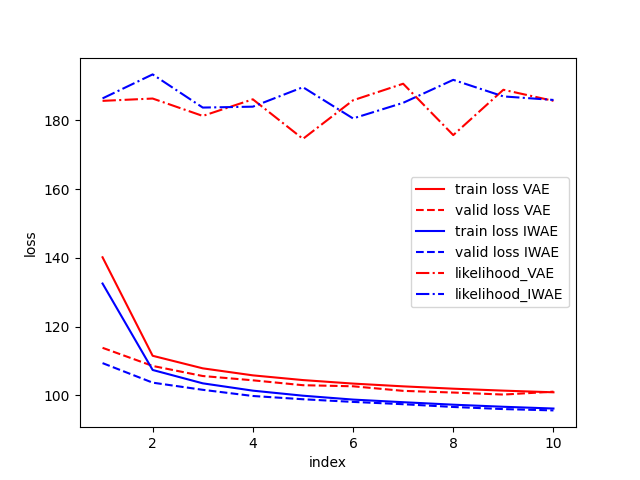 180
160
140
120
100
loss
2
4
6
8
10
index
train loss VAE
valid loss VAE
train loss IWAE
valid loss IWAE
likelihood_VAE
likelihood_IWAE